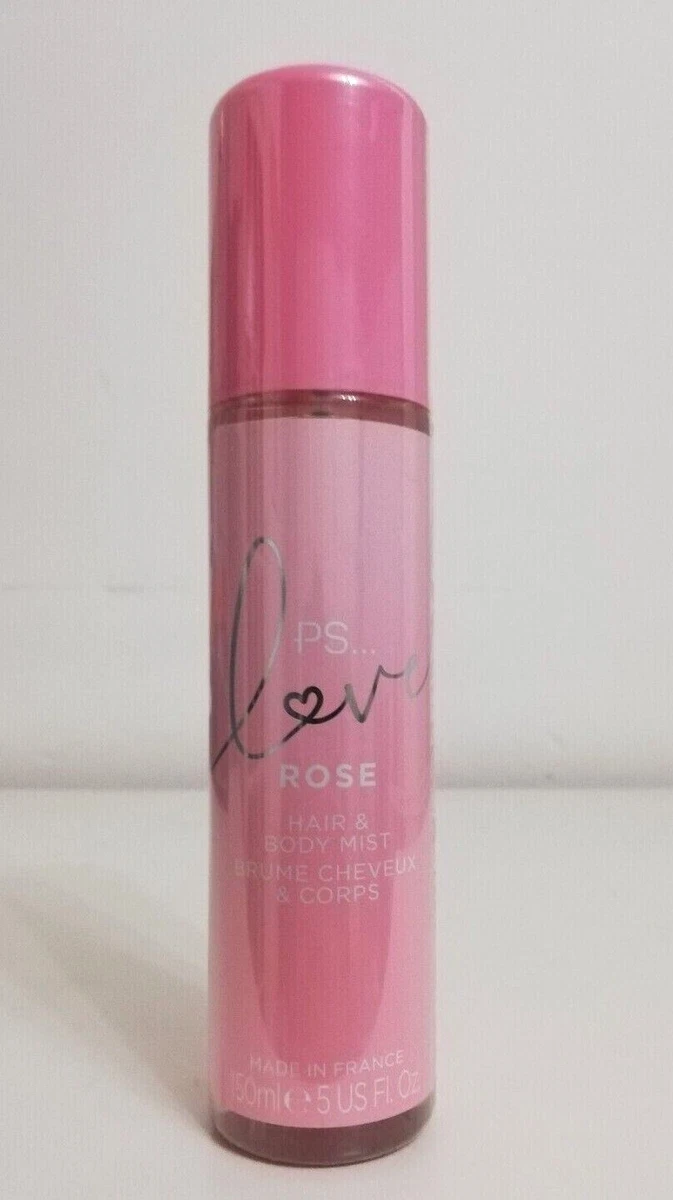 PS...
love
ROSE
HAIR &
BODY MIST
BRUME CHEVEUX
& CORPS
MADE IN FRANCE
150ml e 5 US Fl. Oz